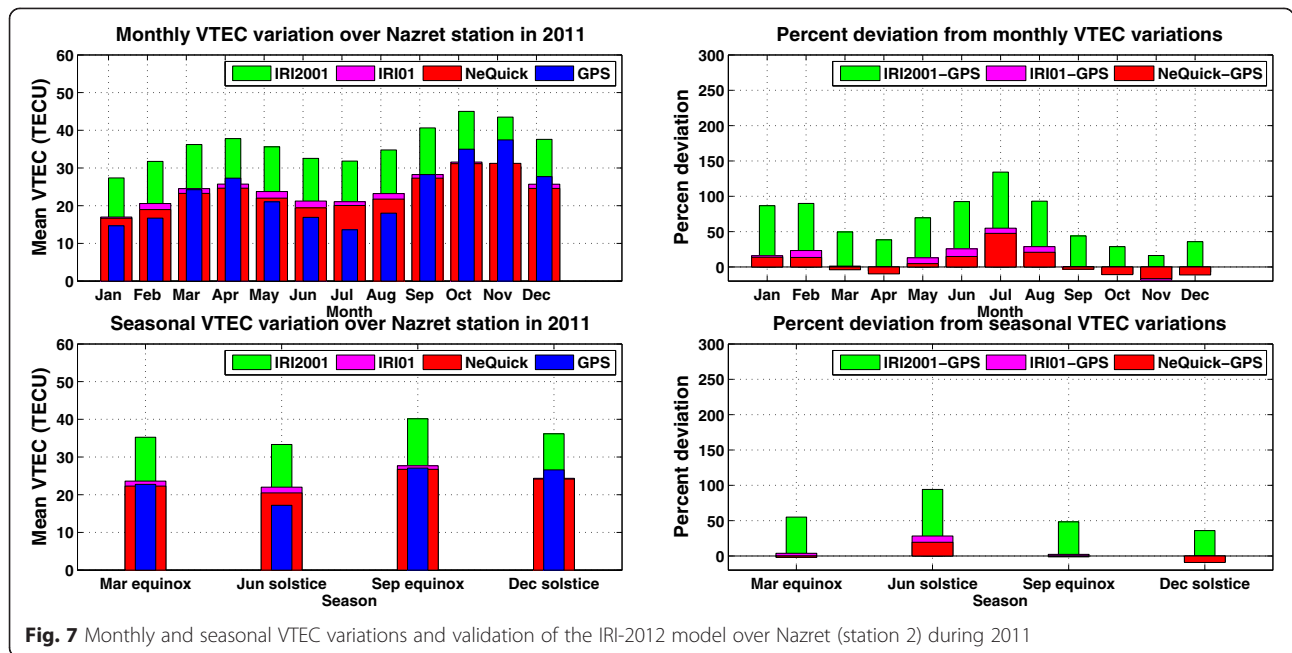 Monthly VTEC variation over Nazret station in 2011
IRI2001 IRI01 NeQuick GPS
Mean VTEC (TECU)
60
50
40
30
20
10
0
Jan Feb Mar Apr May Jun Jul Aug Sep Oct Nov Dec
Month
Percent deviation from monthly VTEC variations
IRI2001−GPS IRI01−GPS NeQuick−GPS
Percent deviation
300
250
200
150
100
50
0
Jan Feb Mar Apr May Jun Jul Aug Sep Oct Nov Dec
Month
Seasonal VTEC variation over Nazret station in 2011
IRI2001 IRI01 NeQuick GPS
Mean VTEC (TECU)
60
50
40
30
20
10
0
Mar equinox Jun solstice Sep equinox Dec solstice
Season
Percent deviation from seasonal VTEC variations
IRI2001−GPS IRI01−GPS NeQuick−GPS
Percent deviation
300
250
200
150
100
50
0
Mar equinox Jun solstice Sep equinox Dec solstice
Season
Fig. 7 Monthly and seasonal VTEC variations and validation of the IRI-2012 model over Nazret (station 2) during 2011